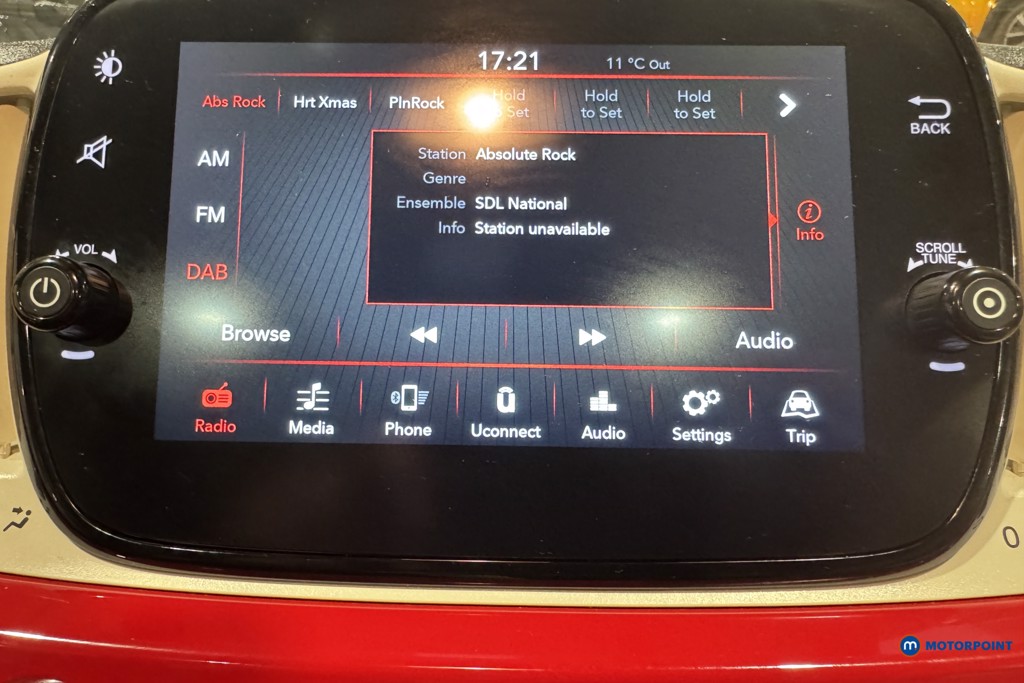 17:21
11 °C Out
Abs Rock
Hrt Xmas
PlnRock
Hold
to Set
Hold
to Set
Hold
to Set
BACK
AM
FM
DAB
Station Absolute Rock
Genre
Ensemble SDL National
Info Station unavailable
Info
VOL
SCROLL
TUNE
Browse
Audio
Radio
Media
Phone
Uconnect
Audio
Settings
Trip
0
m MOTORPOINT